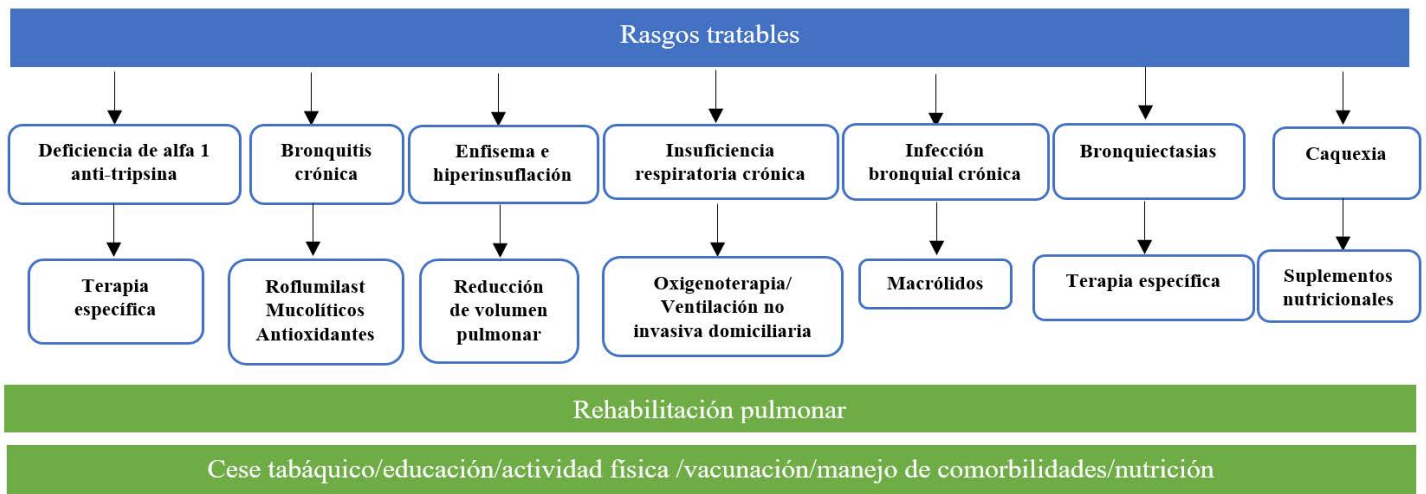 Rasgos tratables
Deficiencia de alfa 1
anti-tripsina
Bronquitis
crónica
Enfisema e
hiperinsuflación
Insuficiencia
respiratoria crónica
Infección
bronquial crónica
Bronquiectasias
Caquexia
Terapia
específica
Roflumilast
Mucolíticos
Antioxidantes
Reducción
de volumen
pulmonar
Oxigenoterapia/
Ventilación no
invasiva domiciliaria
Macrólidos
Terapia específica
Suplementos
nutricionales
Rehabilitación pulmonar
Cese tabáquico/educación/actividad física /vacunación/manejo de comorbilidades/nutrición